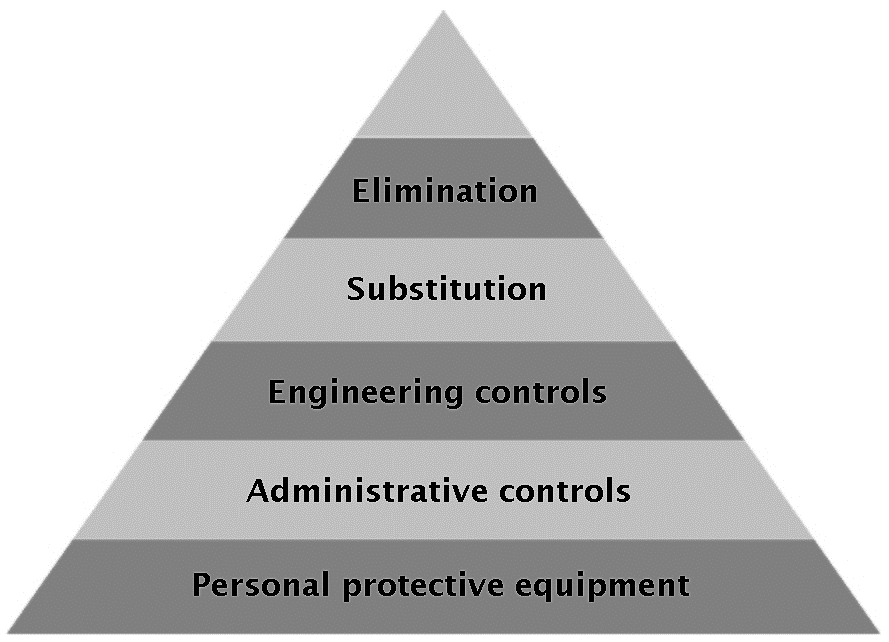 Elimination
Substitution
Engineering controls
Administrative controls
Personal protective equipment